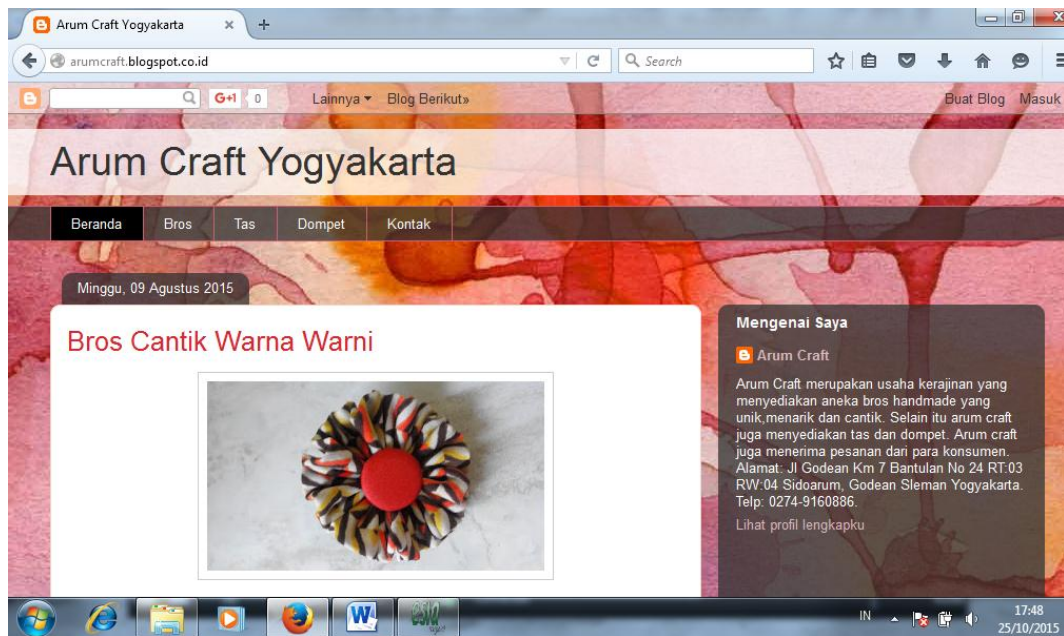 Arum Craft Yogyakarta
arumcraft.blogspot.co.id
Search
G+1 0 Lainnya Blog Berikut» Buat Blog Masuk
Arum Craft Yogyakarta
Beranda Bros Tas Dompet Kontak
Minggu, 09 Agustus 2015
Bros Cantik Warna Warni
Mengenai Saya
Arum Craft
Arum Craft merupakan usaha kerajinan yang
menyediakan aneka bros handmade yang
unik,menarik dan cantik. Selain itu arum craft
juga menyediakan tas dan dompet. Arum craft
juga menerima pesanan dari para konsumen.
Alamat: Jl Godean Km 7 Bantulan No 24 RT:03
RW:04 Sidoarum, Godean Sleman Yogyakarta.
Telp: 0274-9160886.
Lihat profil lengkapku
esia
IN
17:48
25/10/2015